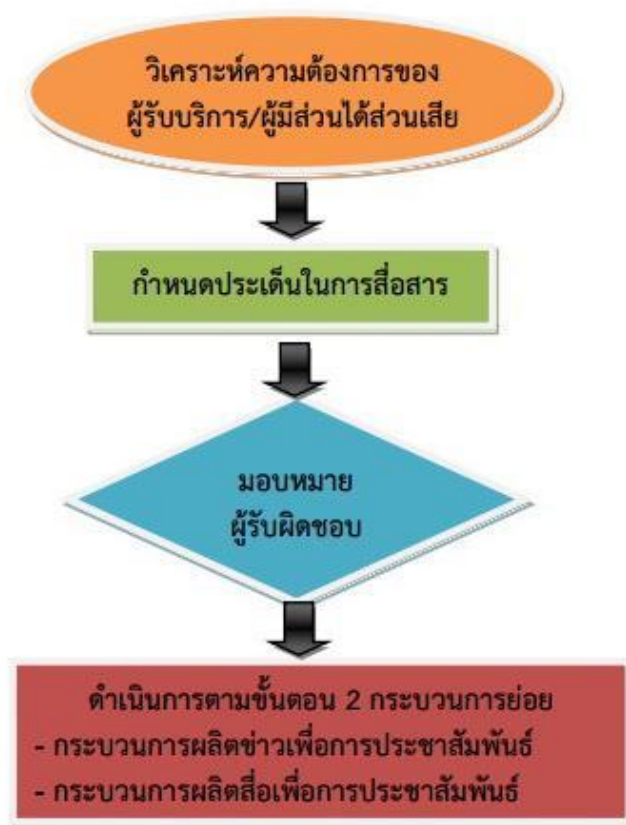 วิเคราะห์ความต้องการของ
ผู้รับบริการ/ผู้มีส่วนได้ส่วนเสีย
กำหนดประเด็นในการสื่อสาร
มอบหมาย
ผู้รับผิดชอบ
ดำเนินการตามขั้นตอน 2 กระบวนการย่อย
- กระบวนการผลิตข่าวเพื่อการประชาสัมพันธ์
- กระบวนการผลิตสื่อเพื่อการประชาสัมพันธ์